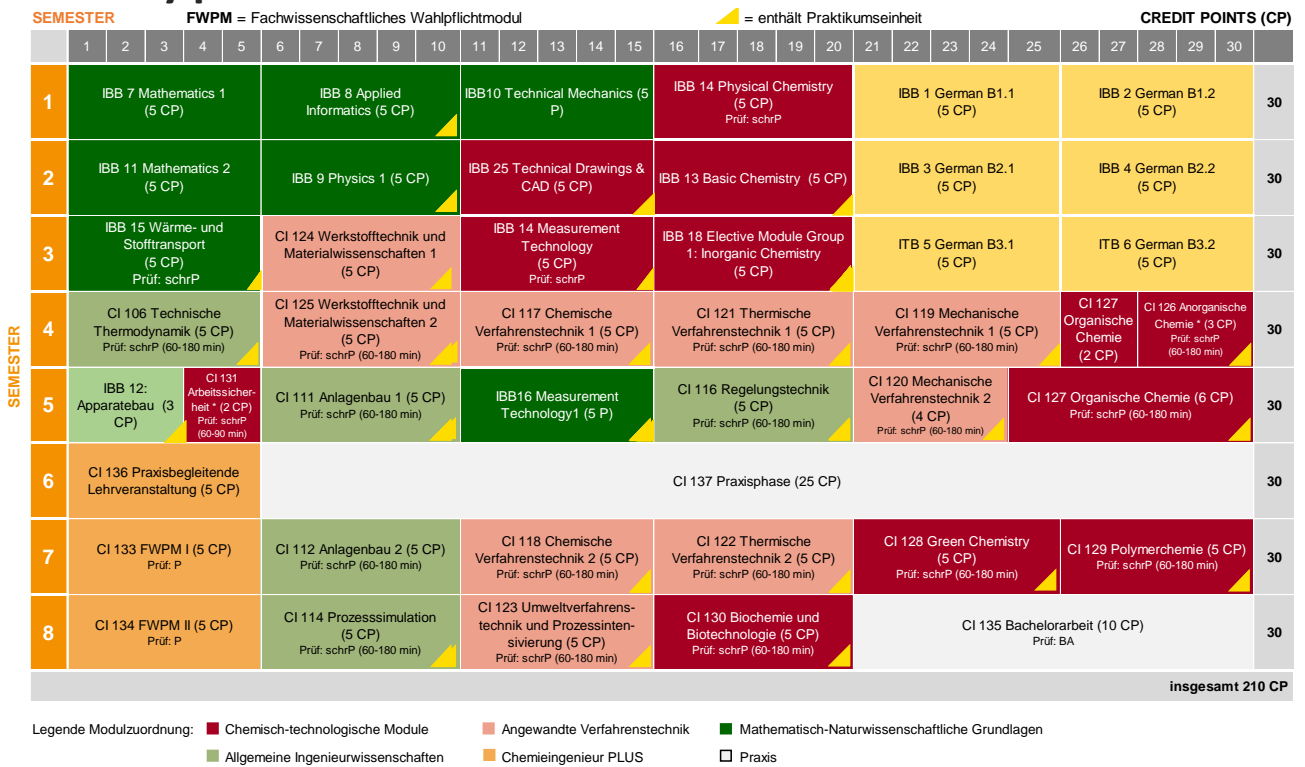 SEMESTER FWPM = Fachwissenschaftliches Wahlpflichtmodul = enthält Praktikumseinheit CREDIT POINTS (CP)
1 2 3 4 5 6 7 8 9 10 11 12 13 14 15 16 17 18 19 20 21 22 23 24 25 26 27 28 29 30
SEMESTER
1
IBB 7 Mathematics 1
(5 CP)
IBB 8 Applied
Informatics (5 CP)
IBB10 Technical Mechanics (5
P)
IBB 14 Physical Chemistry
(5 CP)
Prüf: schrP
IBB 1 German B1.1
(5 CP)
IBB 2 German B1.2
(5 CP)
30
2
IBB 11 Mathematics 2
(5 CP)
IBB 9 Physics 1 (5 CP)
IBB 25 Technical Drawings &
CAD (5 CP)
IBB 13 Basic Chemistry (5 CP)
IBB 3 German B2.1
(5 CP)
IBB 4 German B2.2
(5 CP)
30
3
IBB 15 Wärme- und
Stofftransport
(5 CP)
Prüf: schrP
CI 124 Werkstofftechnik und
Materialwissenschaften 1
(5 CP)
IBB 14 Measurement
Technology
(5 CP)
Prüf: schrP
IBB 18 Elective Module Group
1: Inorganic Chemistry
(5 CP)
ITB 5 German B3.1
(5 CP)
ITB 6 German B3.2
(5 CP)
30
4
CI 106 Technische
Thermodynamik (5 CP)
Prüf: schrP (60-180 min)
CI 125 Werkstofftechnik und
Materialwissenschaften 2
(5 CP)
Prüf: schrP (60-180 min)
CI 117 Chemische
Verfahrenstechnik 1 (5 CP)
Prüf: schrP (60-180 min)
CI 121 Thermische
Verfahrenstechnik 1 (5 CP)
Prüf: schrP (60-180 min)
CI 119 Mechanische
Verfahrenstechnik 1 (5 CP)
Prüf: schrP (60-180 min)
CI 127
Organische
Chemie
(2 CP)
CI 126 Anorganische
Chemie * (3 CP)
Prüf: schrP
(60-180 min)
30
5
IBB 12:
Apparatebau (3
CP)
CI 131
Arbeitssicher-
heit * (2 CP)
Prüf: schrP
(60-90 min)
CI 111 Anlagenbau 1 (5 CP)
Prüf: schrP (60-180 min)
IBB16 Measurement
Technology1 (5 P)
CI 116 Regelungstechnik
(5 CP)
Prüf: schrP (60-180 min)
CI 120 Mechanische
Verfahrenstechnik 2
(4 CP)
Prüf: schrP (60-180 min)
CI 127 Organische Chemie (6 CP)
Prüf: schrP (60-180 min)
30
6
CI 136 Praxisbegleitende
Lehrveranstaltung (5 CP)
CI 137 Praxisphase (25 CP)
30
7
CI 133 FWPM I (5 CP)
Prüf: P
CI 112 Anlagenbau 2 (5 CP)
Prüf: schrP (60-180 min)
CI 118 Chemische
Verfahrenstechnik 2 (5 CP)
Prüf: schrP (60-180 min)
CI 122 Thermische
Verfahrenstechnik 2 (5 CP)
Prüf: schrP (60-180 min)
CI 128 Green Chemistry
(5 CP)
Prüf: schrP (60-180 min)
CI 129 Polymerchemie (5 CP)
Prüf: schrP (60-180 min)
30
8
CI 134 FWPM II (5 CP)
Prüf: P
CI 114 Prozesssimulation
(5 CP)
Prüf: schrP (60-180 min)
CI 123 Umweltverfahrens-
technik und Prozessinten-
sivierung (5 CP)
Prüf: schrP (60-180 min)
CI 130 Biochemie und
Biotechnologie (5 CP)
Prüf: schrP (60-180 min)
CI 135 Bachelorarbeit (10 CP)
Prüf: BA
30
insgesamt 210 CP
Legende Modulzuordnung: Chemisch-technologische Module Angewandte Verfahrenstechnik Mathematisch-Naturwissenschaftliche Grundlagen
Allgemeine Ingenieurwissenschaften Chemieingenieur PLUS Praxis